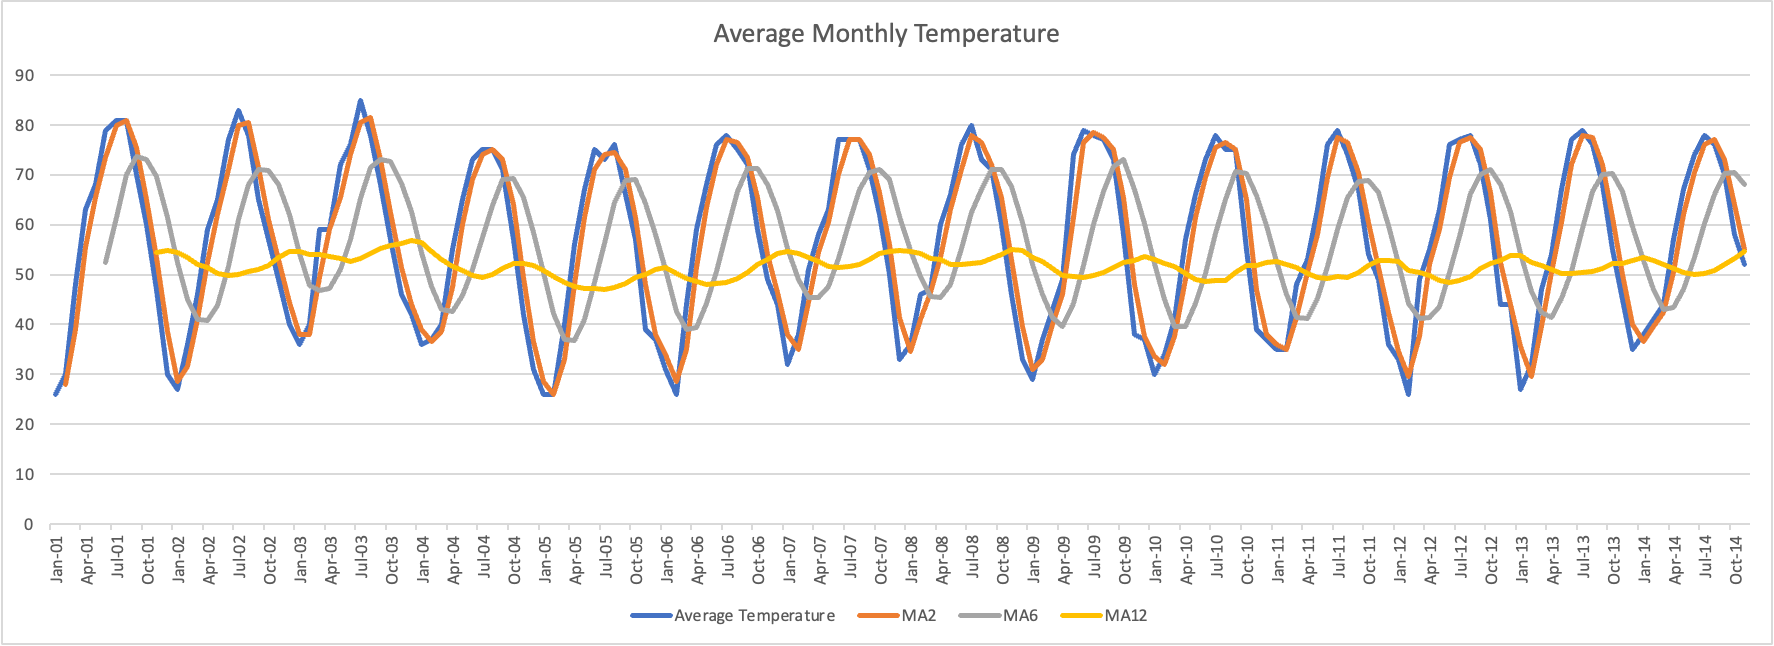 Average Monthly Temperature
90
80
70
60
50
40
30
20
10
0
Jan-01
Apr-01
Jul-01
Oct-01
Jan-02
Apr-02
Jul-02
Oct-02
Jan-03
Apr-03
Jul-03
Oct-03
Jan-04
Apr-04
Jul-04
Oct-04
Jan-05
Apr-05
Jul-05
Oct-05
Jan-06
Apr-06
Jul-06
Oct-06
Jan-07
Apr-07
Jul-07
Oct-07
Jan-08
Apr-08
Jul-08
Oct-08
Jan-09
Apr-09
Jul-09
Oct-09
Jan-10
Apr-10
Jul-10
Oct-10
Jan-11
Apr-11
Jul-11
Oct-11
Jan-12
Apr-12
Jul-12
Oct-12
Jan-13
Apr-13
Jul-13
Oct-13
Jan-14
Apr-14
Jul-14
Oct-14
Average Temperature MA2 MA6 MA12